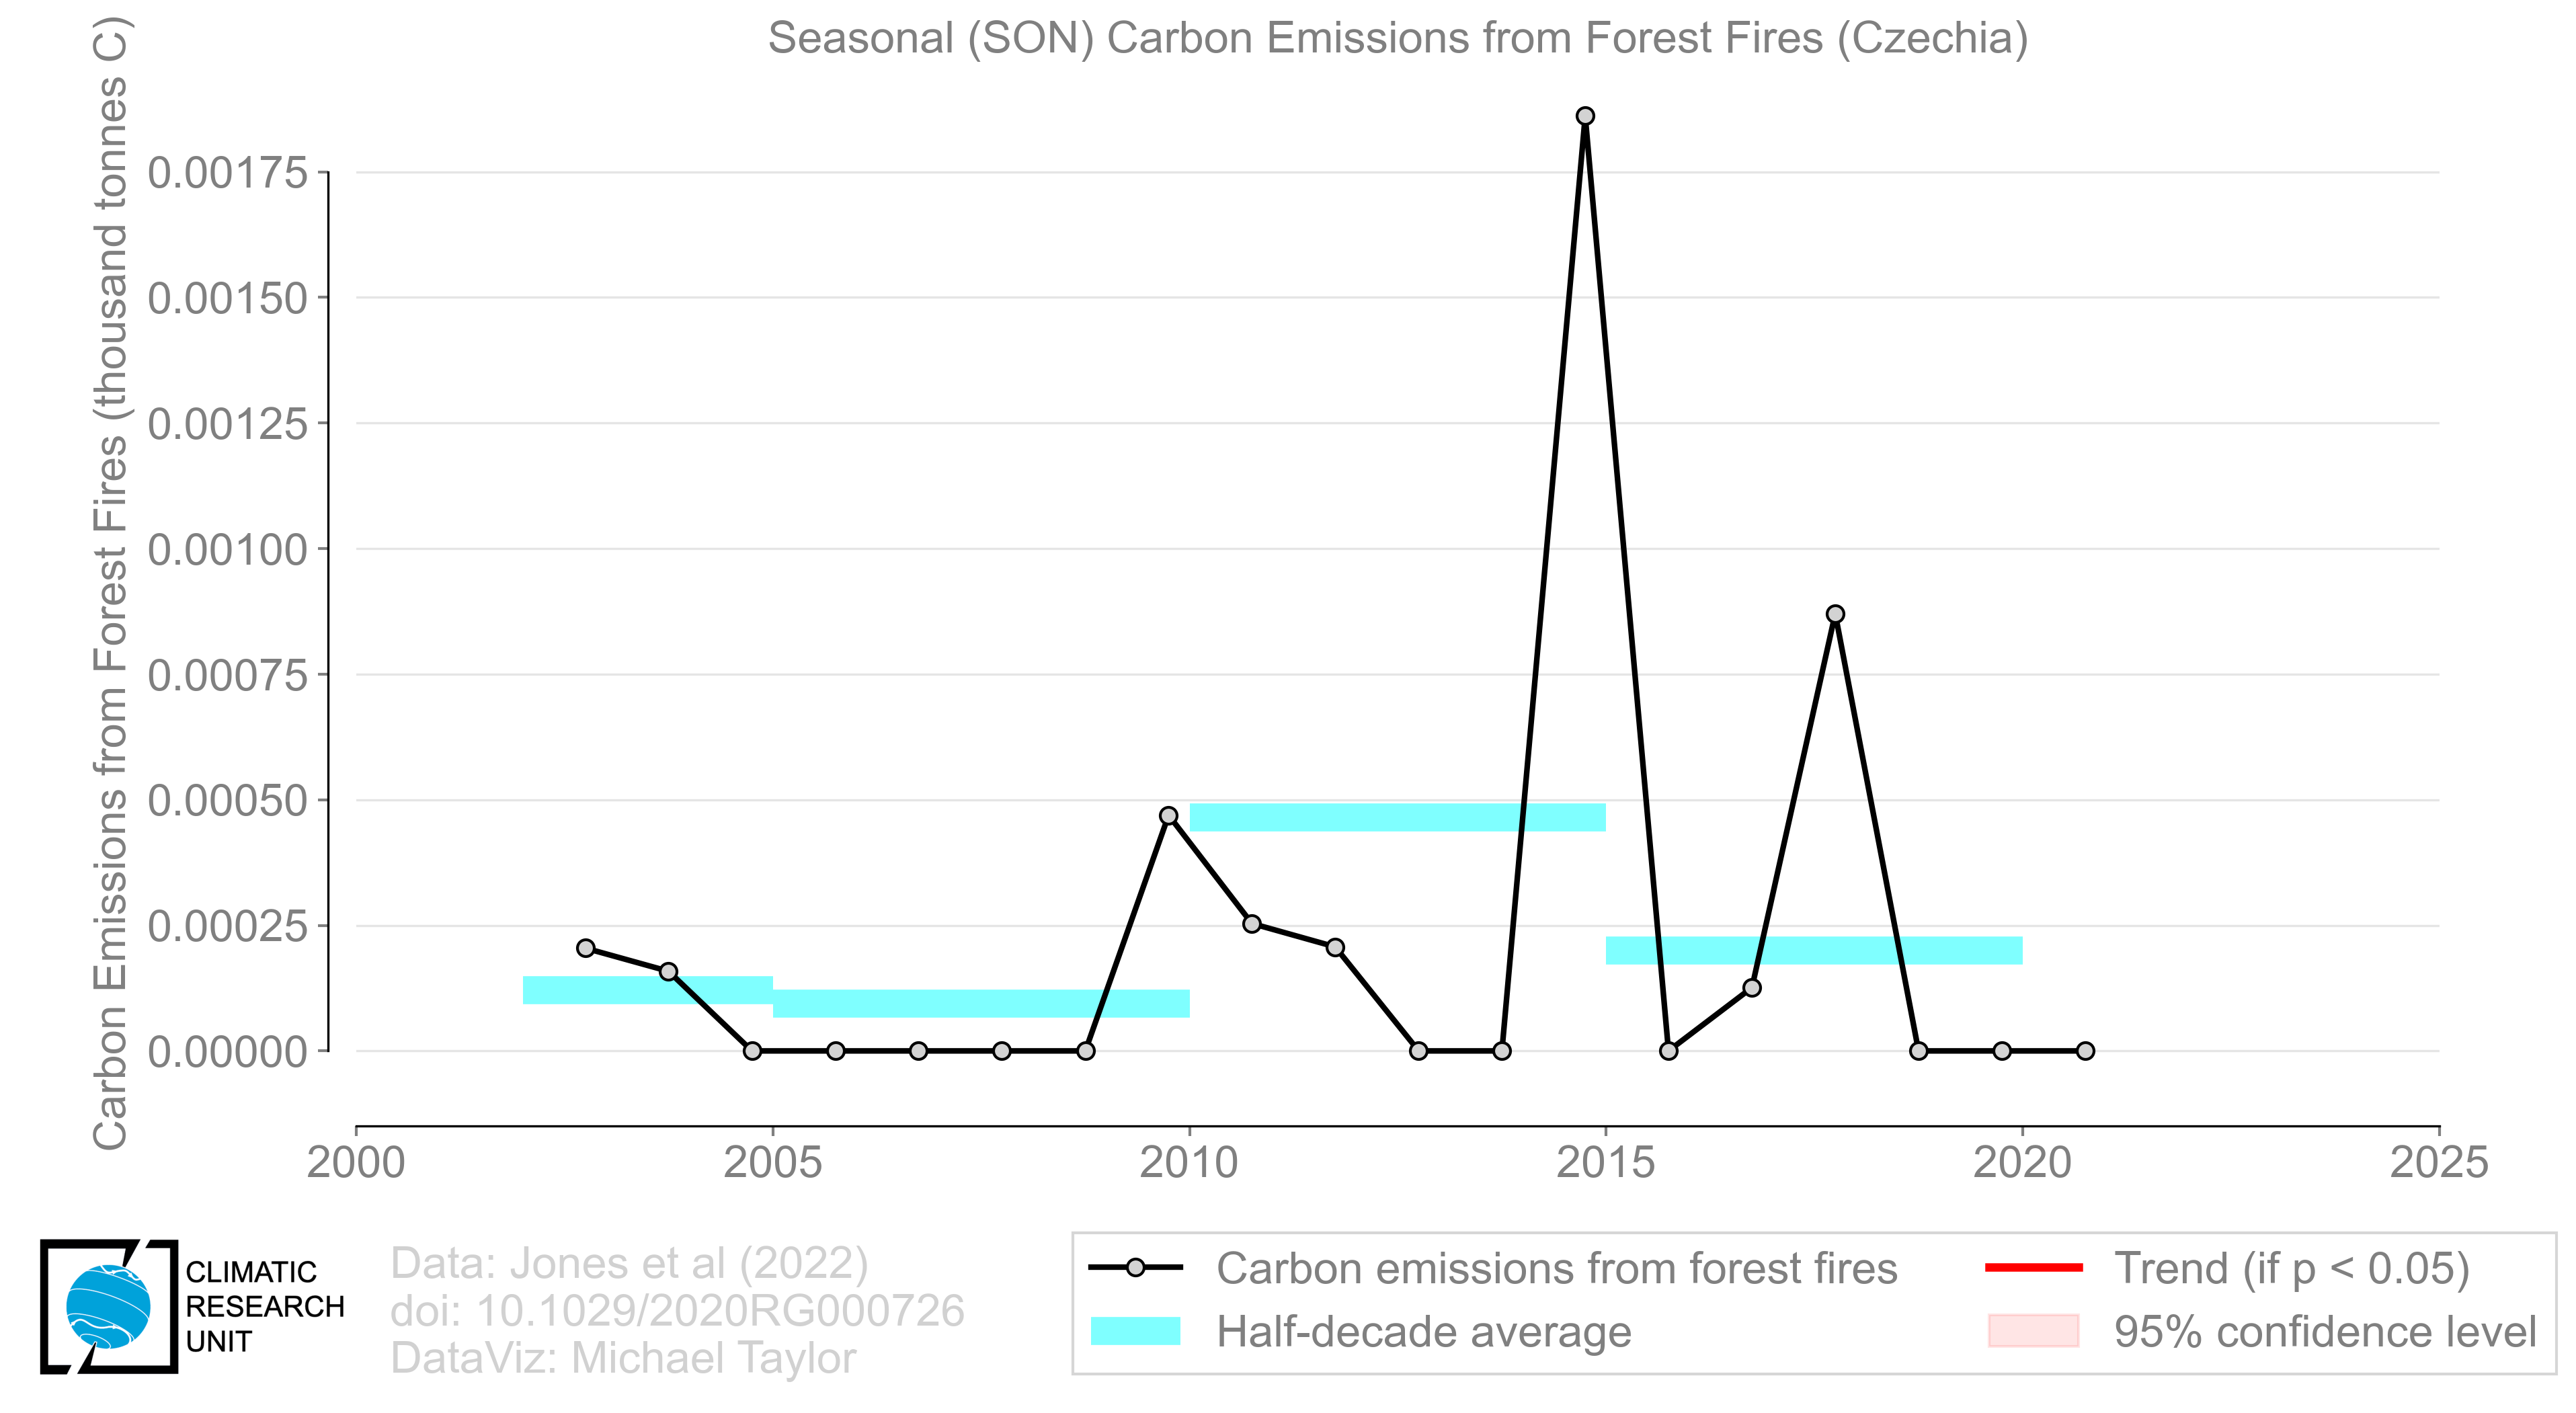 Seasonal (SON) Carbon Emissions from Forest Fires (Czechia)
Carbon Emissions from Forest Fires (thousand tonnes C)
0.00175
0.00150
0.00125
0.00100
0.00075
0.00050
0.00025
0.00000
2000 2005 2010 2015 2020 2025
CLIMATIC
RESEARCH
UNIT
Data: Jones et al (2022)
doi: 10.1029/2020RG000726
DataViz: Michael Taylor
Carbon emissions from forest fires
Half-decade average
Trend (if p < 0.05)
95% confidence level